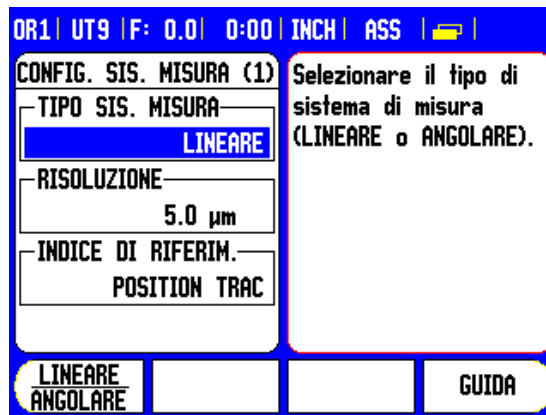 OR1| UT9 |F: 0.0| 0:00| INCH| ASS | |
CONFIG. SIS. MISURA (1)
TIPO SIS. MISURA
LINEARE
RISOLUZIONE
5.0 µm
INDICE DI RIFERIM.
POSITION TRAC
Selezionare il tipo di
sistema di misura
(LINEARE o ANGOLARE).
LINEARE
ANGOLARE
GUIDA